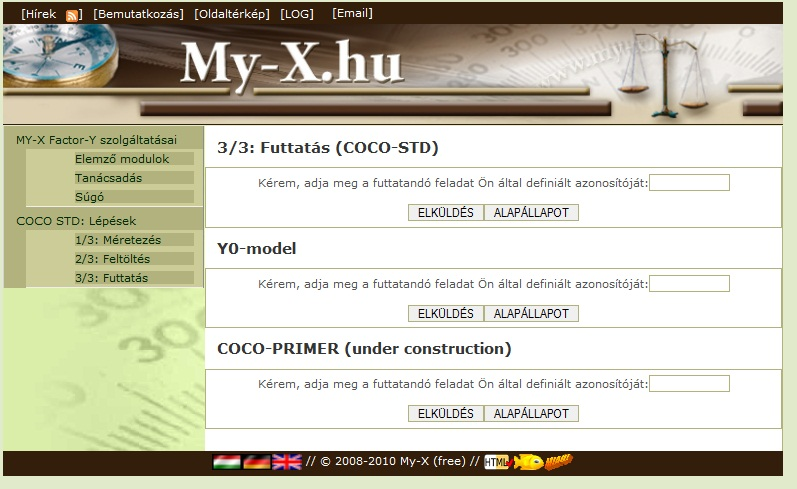 [Hírek ] [Bemutatkozás] [Oldaltérkép] [LOG] [Email]
My-X.hu
MY-X Factor-Y szolgáltatásai
Elemző modulok
Tanácsadás
Súgó
COCO STD: Lépések
1/3: Méretezés
2/3: Feltöltés
3/3: Futtatás
3/3: Futtatás (COCO-STD)
Kérem, adja meg a futtatandó feladat Ön által definiált azonosítóját:
ELKÜLDÉS ALAPÁLLAPOT
Y0-model
Kérem, adja meg a futtatandó feladat Ön által definiált azonosítóját:
ELKÜLDÉS ALAPÁLLAPOT
COCO-PRIMER (under construction)
Kérem, adja meg a futtatandó feladat Ön által definiált azonosítóját:
ELKÜLDÉS ALAPÁLLAPOT
// © 2008-2010 My-X (free) // HTML